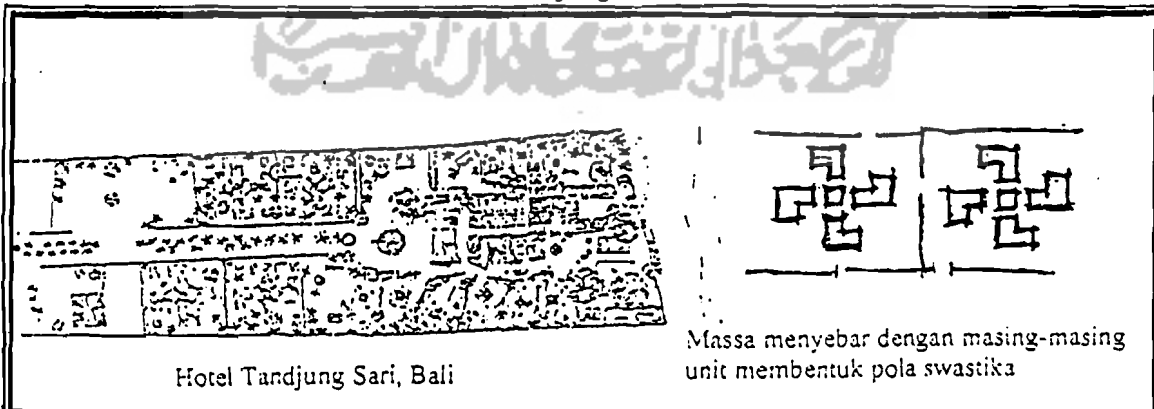 Hotel Tandjung Sari, Bali
Massa menyebar dengan masing-masing
unit membentuk pola swastika